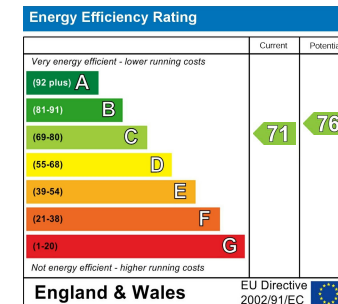 Energy Efficiency Rating
Current Potentia
Very energy efficient - lower running costs
(92 plus) A
(81-91) B
(69-80) C
71 76
(55-68) D
(39-54) E
(21-38) F
(1-20) G
Not energy efficient - higher running costs
England & Wales
EU Directive
2002/91/EC